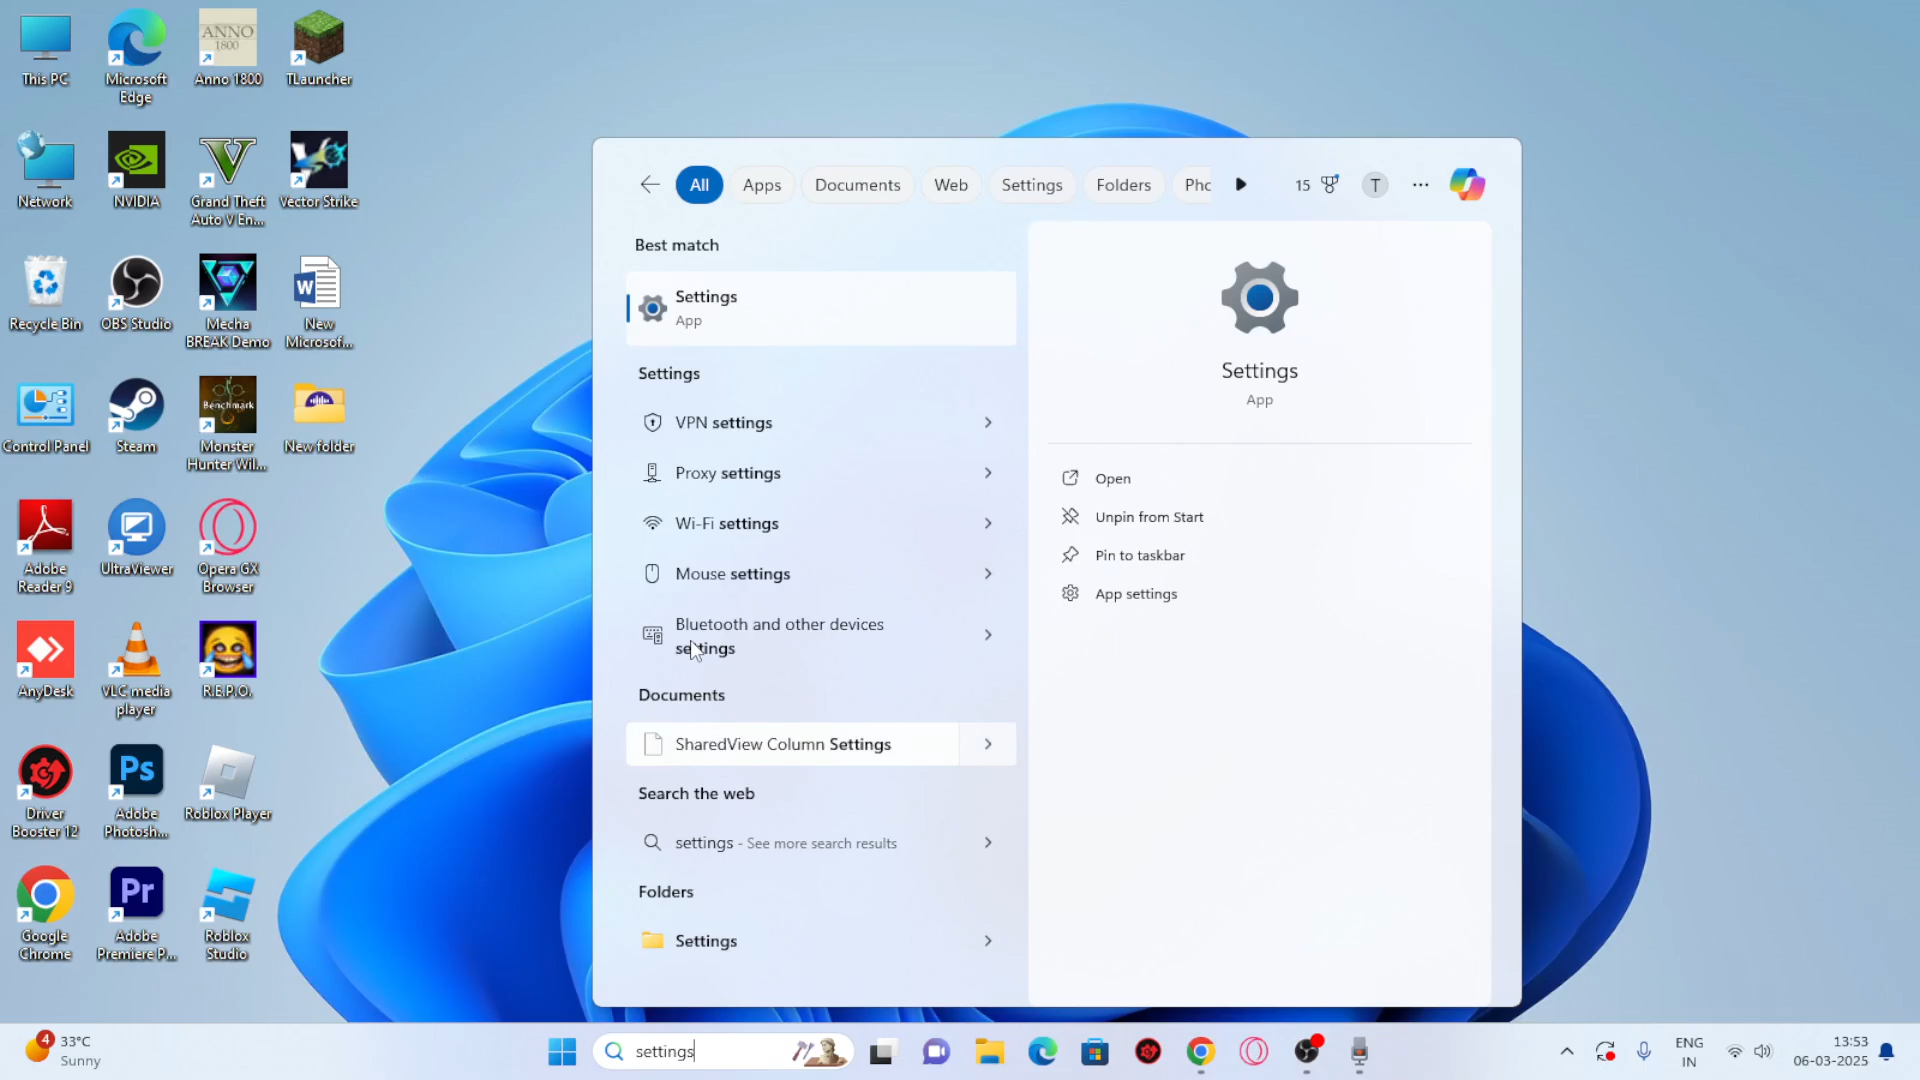 This PC
Microsoft
Edge
ANNO
1800
Anno 1800
TLauncher
Network
NVIDIA
Grand Theft
Auto V En...
Vector Strike
Recycle Bin
OBS Studio
Mecha
BREAK Demo
New
Microsof...
Control Panel
Steam
Benchmark
Monster
Hunter Wil...
New folder
Adobe
Reader 9
UltraViewer
Opera GX
Browser
AnyDesk
VLC media
player
R.E.P.O.
Driver
Booster 12
Ps
Adobe
Photosh...
Roblox Player
Google
Chrome
Pr
Adobe
Premiere P...
Roblox
Studio
All
Apps
Documents
Web
Settings
Folders
Phc
15
T
Best match
Settings
App
Settings
VPN settings
Proxy settings
Wi-Fi settings
Mouse settings
Bluetooth and other devices
settings
Documents
SharedView Column Settings
Search the web
settings - See more search results
Folders
Settings
Settings
App
Open
Unpin from Start
Pin to taskbar
App settings
4
33°C
Sunny
settings
ENG
IN
13:53
06-03-2025